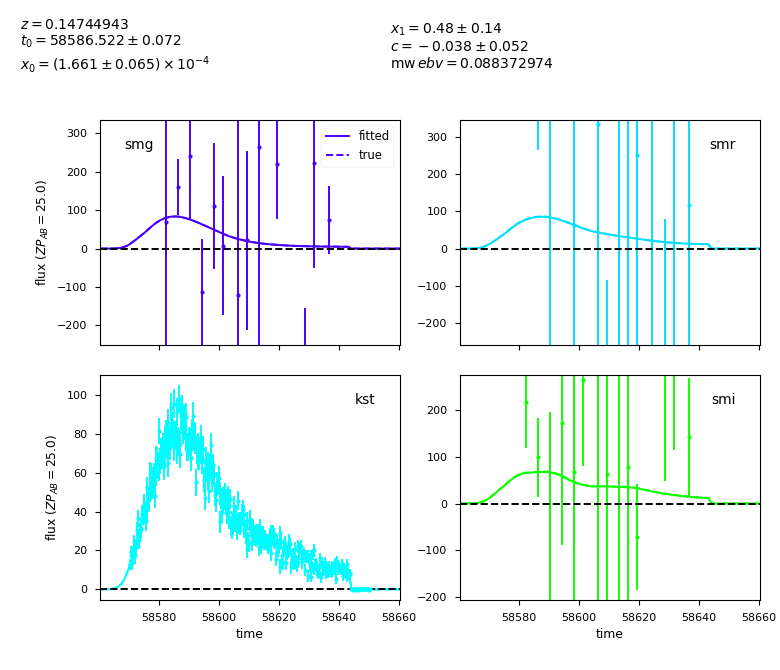 z = 0.14744943
t₀ = 58586.522 ± 0.072
x₀ = (1.661 ± 0.065) × 10⁻⁴
x₁ = 0.48 ± 0.14
c = −0.038 ± 0.052
mw ebv = 0.088372974
smg
fitted
true
300
200
100
0
−100
−200
flux (ZP_AB = 25.0)
smr
300
200
100
0
−100
−200
kst
100
80
60
40
20
0
flux (ZP_AB = 25.0)
58580 58600 58620 58640 58660
time
smi
200
100
0
−100
−200
58580 58600 58620 58640 58660
time